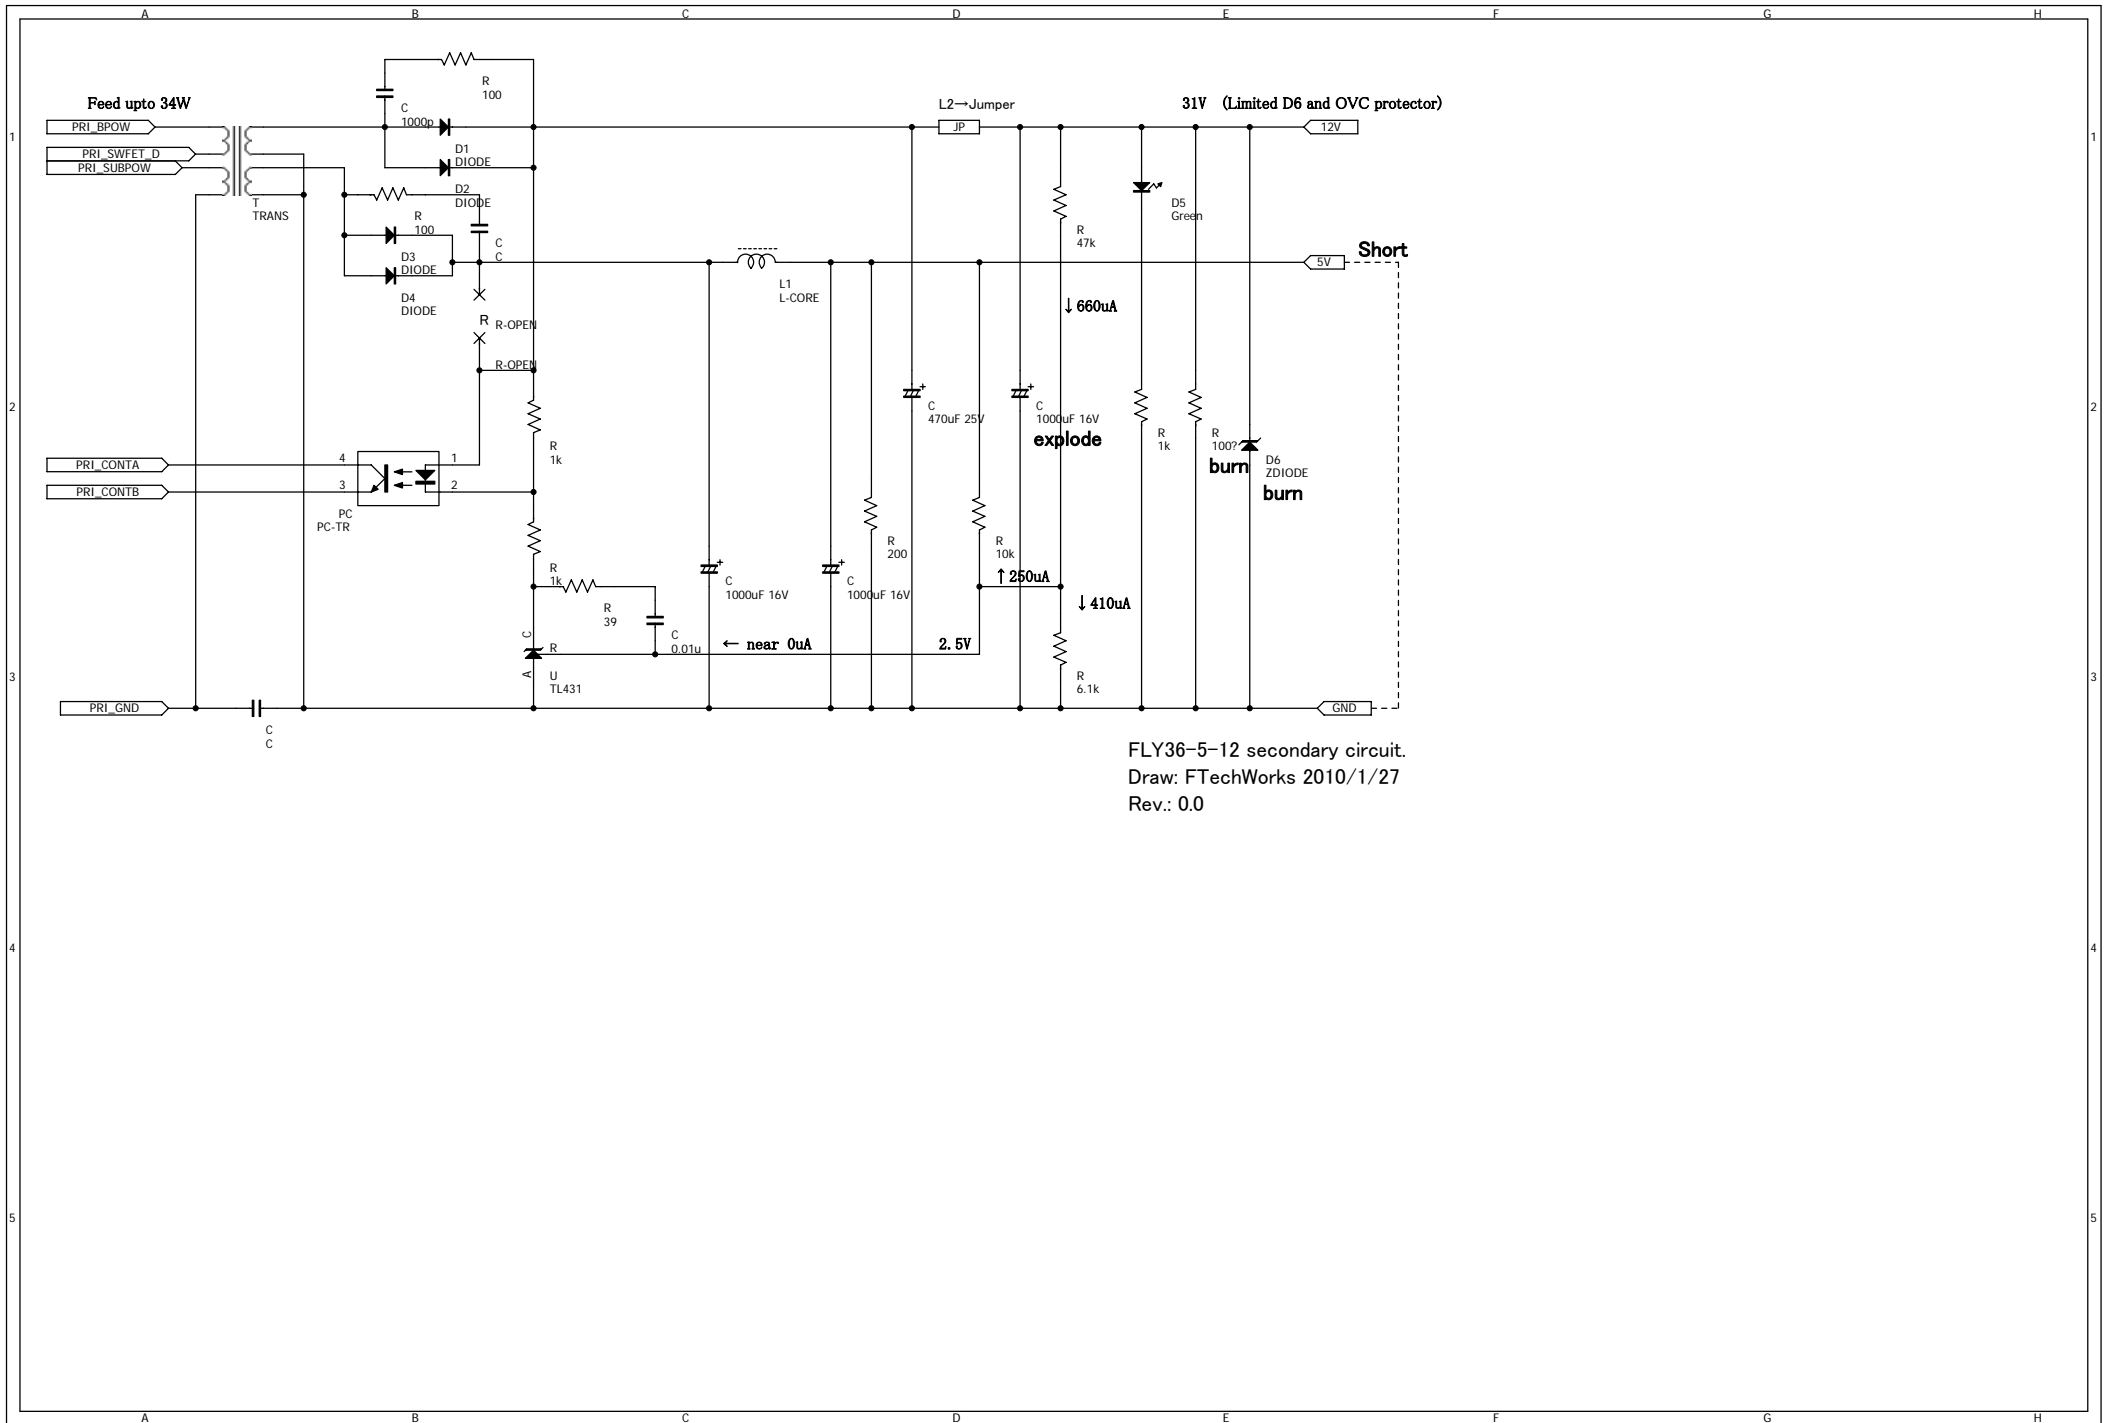 A B C D E F G H
R
100
Feed upto 34W
C
1000p
L2→Jumper
31V (Limited D6 and OVC protector)
1 PRI_BPOW JP 12V 1
PRI_SWFET_D
D1
DIODE
PRI_SUBPOW
D2
DIODE
T
TRANS
R
100
D5
Green
R
47k
C
C
Short
D3
DIODE
5V
L1
L-CORE
D4
DIODE
↓ 660uA
R R-OPEN
R-OPEN
2 2
C
470uF 25V
C
1000uF 16V
explode
R
1k
R
1k
R
100?
burn
D6
ZDIODE
burn
PRI_CONTA 4 1
PRI_CONTB 3 2
PC
PC-TR
R
200
R
10k
R
1k
C
1000uF 16V
C
1000uF 16V
↑ 250uA
↓ 410uA
R
39
C
0.01u
← near 0uA
2.5V
C
R
A
U
TL431
R
6.1k
3 3
PRI_GND GND
C
C
FLY36-5-12 secondary circuit.
Draw: FTechWorks 2010/1/27
Rev.: 0.0
4 4
5 5
A B C D E F G H